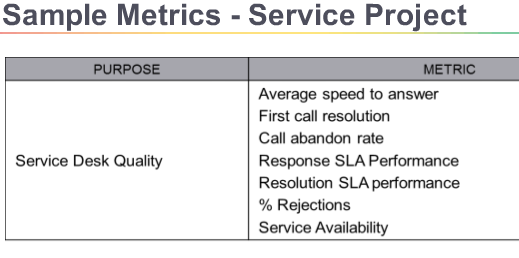 Sample Metrics - Service Project
PURPOSE METRIC
Service Desk Quality
Average speed to answer
First call resolution
Call abandon rate
Response SLA Performance
Resolution SLA performance
% Rejections
Service Availability